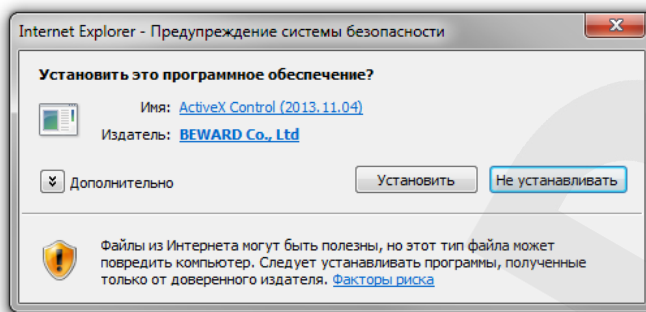 Internet Explorer - Предупреждение системы безопасности
Установить это программное обеспечение?
Имя: ActiveX Control (2013.11.04)
Издатель: BEWARD Co., Ltd
Дополнительно
Установить
Не устанавливать
Файлы из Интернета могут быть полезны, но этот тип файла может
повредить компьютер. Следует устанавливать программы, полученные
только от доверенного издателя. Факторы риска